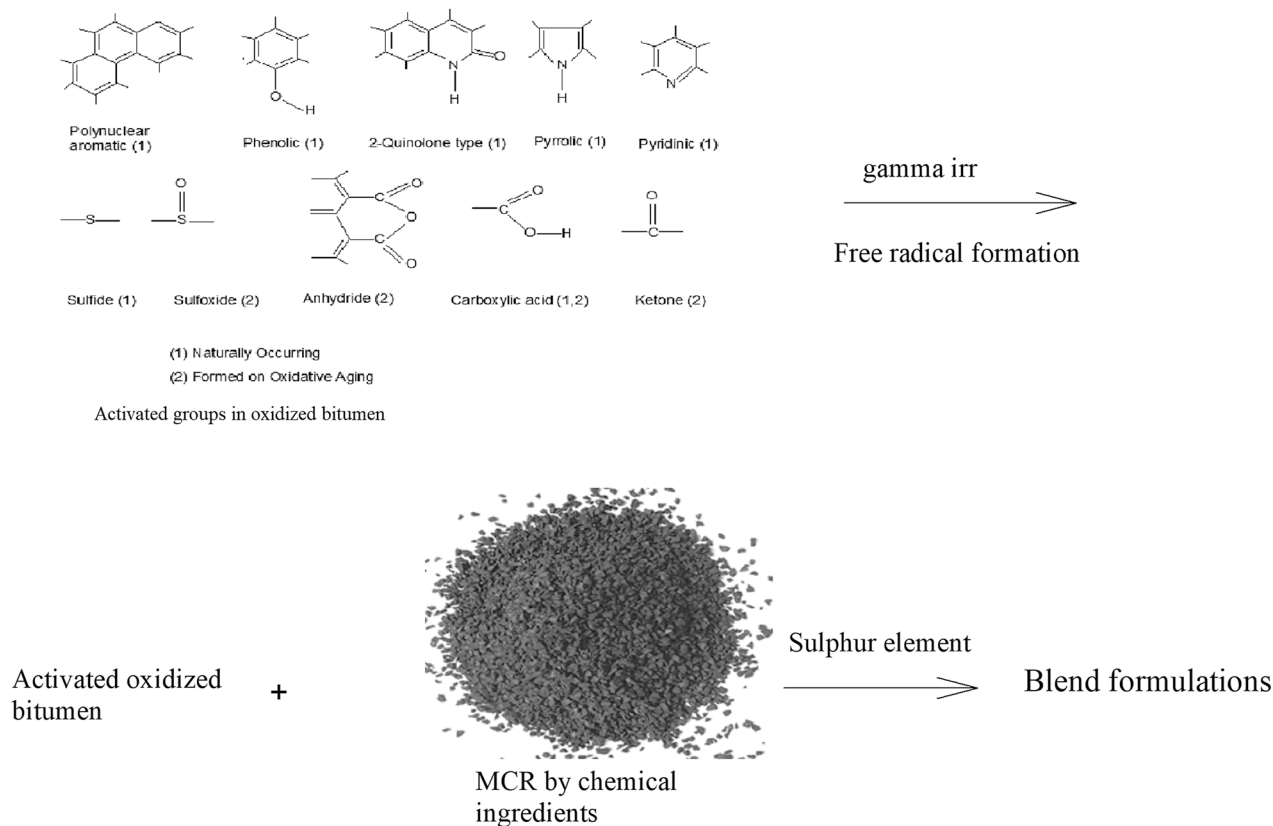 O
N
H
N
H
N
O
H
Polynuclear
aromatic (1)
Phenolic (1)
2-Quinolone type (1)
Pyrrolic (1)
Pyridinic (1)
gamma irr
Free radical formation
S
O
S
C
O
O
C
O
C
O
O
H
O
C
Sulfide (1)
Sulfoxide (2)
Anhydride (2)
Carboxylic acid (1,2)
Ketone (2)
(1) Naturally Occurring
(2) Formed on Oxidative Aging
Activated groups in oxidized bitumen
Activated oxidized
bitumen
+
Sulphur element
Blend formulations
MCR by chemical
ingredients